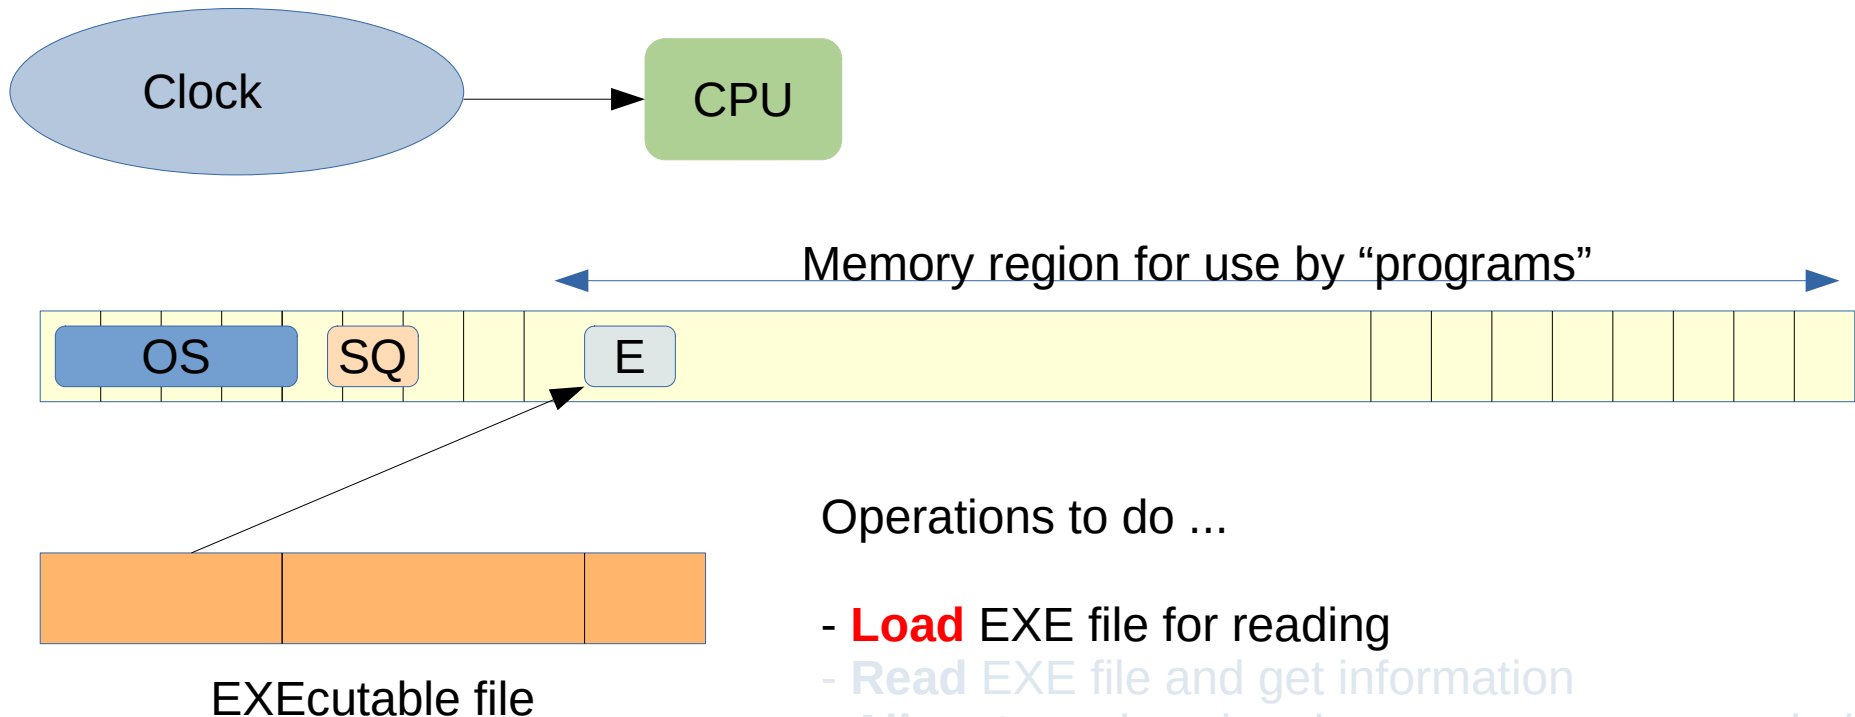 Clock
CPU
Memory region for use by “programs”
OS
SQ
E
Operations to do ...
- Load EXE file for reading
- Read EXE file and get information
EXEcutable file